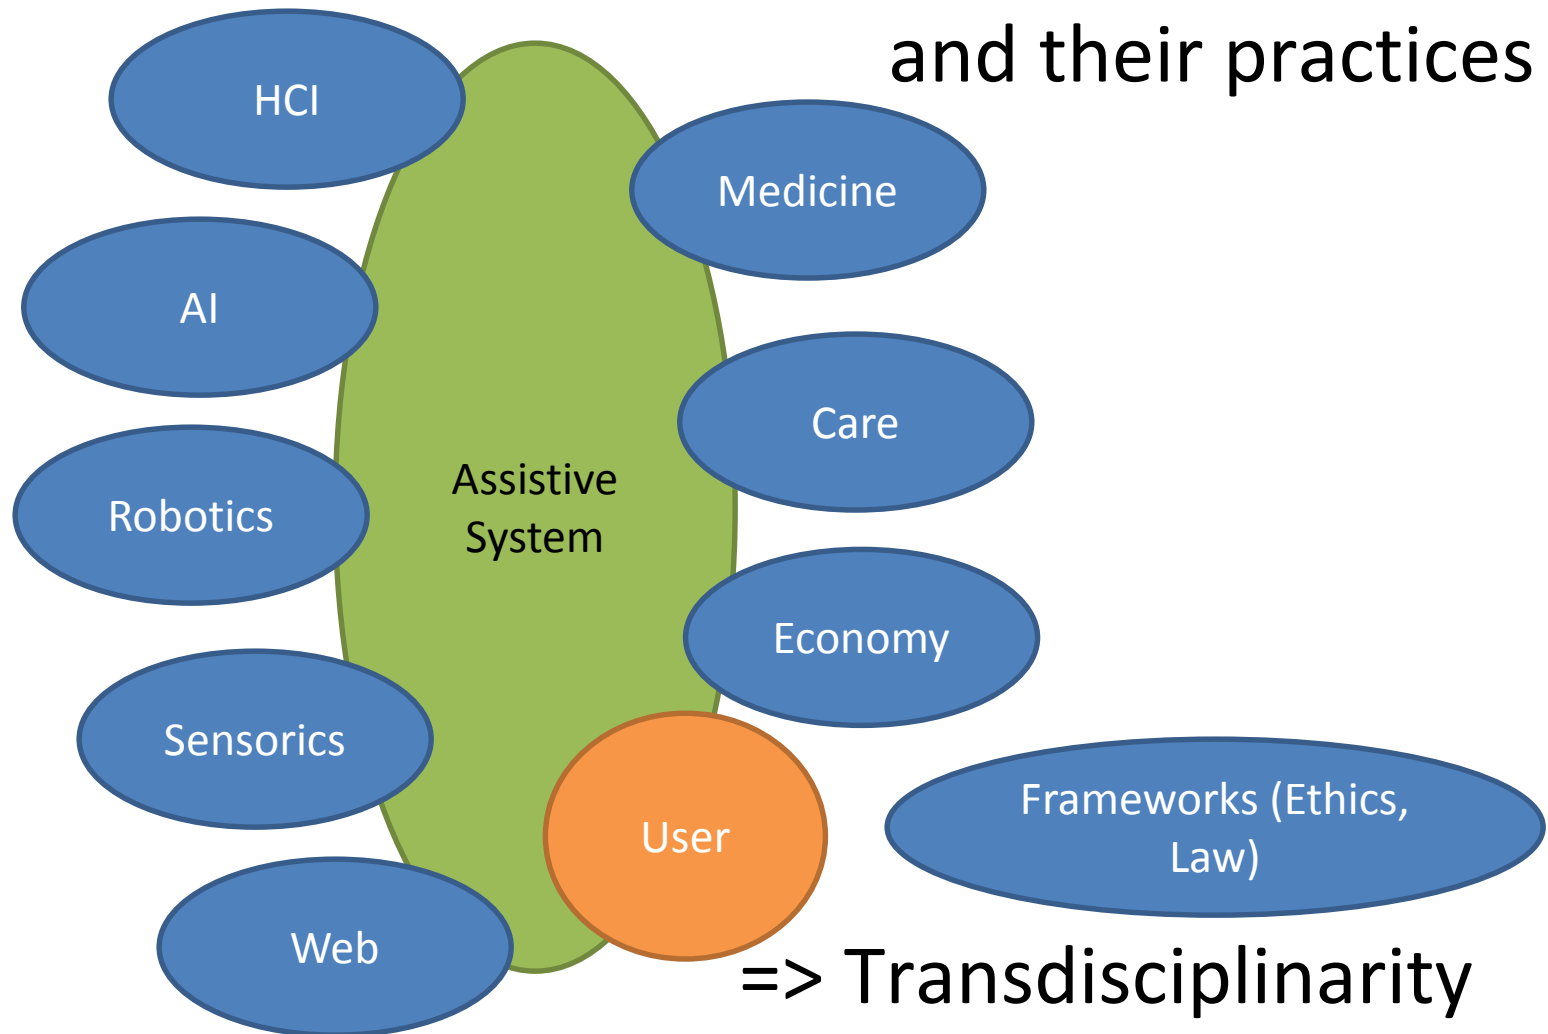 and their practices
HCI
Medicine
AI
Care
Assistive
System
Robotics
Economy
Sensorics
User
Frameworks (Ethics,
Law)
Web
=> Transdisciplinarity